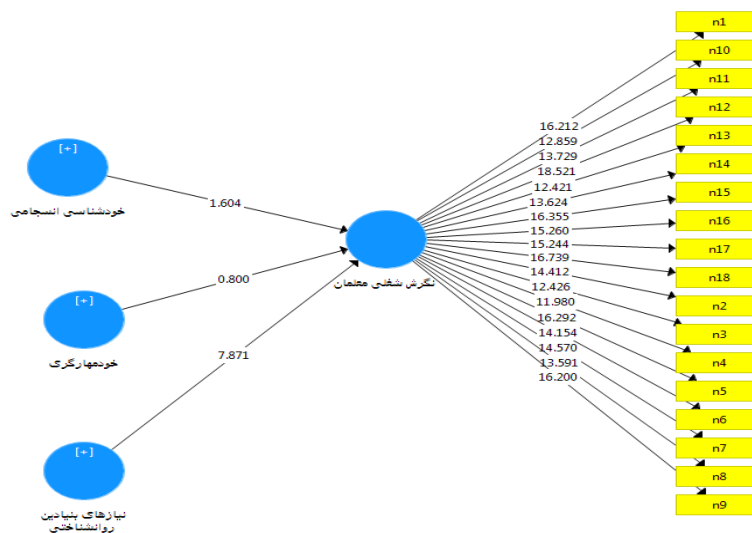 n1
n10
n11
n12
n13
n14
n15
n16
n17
n18
n2
n3
n4
n5
n6
n7
n8
n9
16.212
12.859
13.729
18.521
12.421
13.624
16.355
15.260
15.244
16.739
14.412
12.426
11.980
16.292
14.154
14.570
13.591
16.200
[+]
خودشناسی انسجامی
1.604
نگرش شغلی معلمان
[+]
خودمهارگری
0.800
7.871
[+]
نیازهای بنیادین
روانشناختی